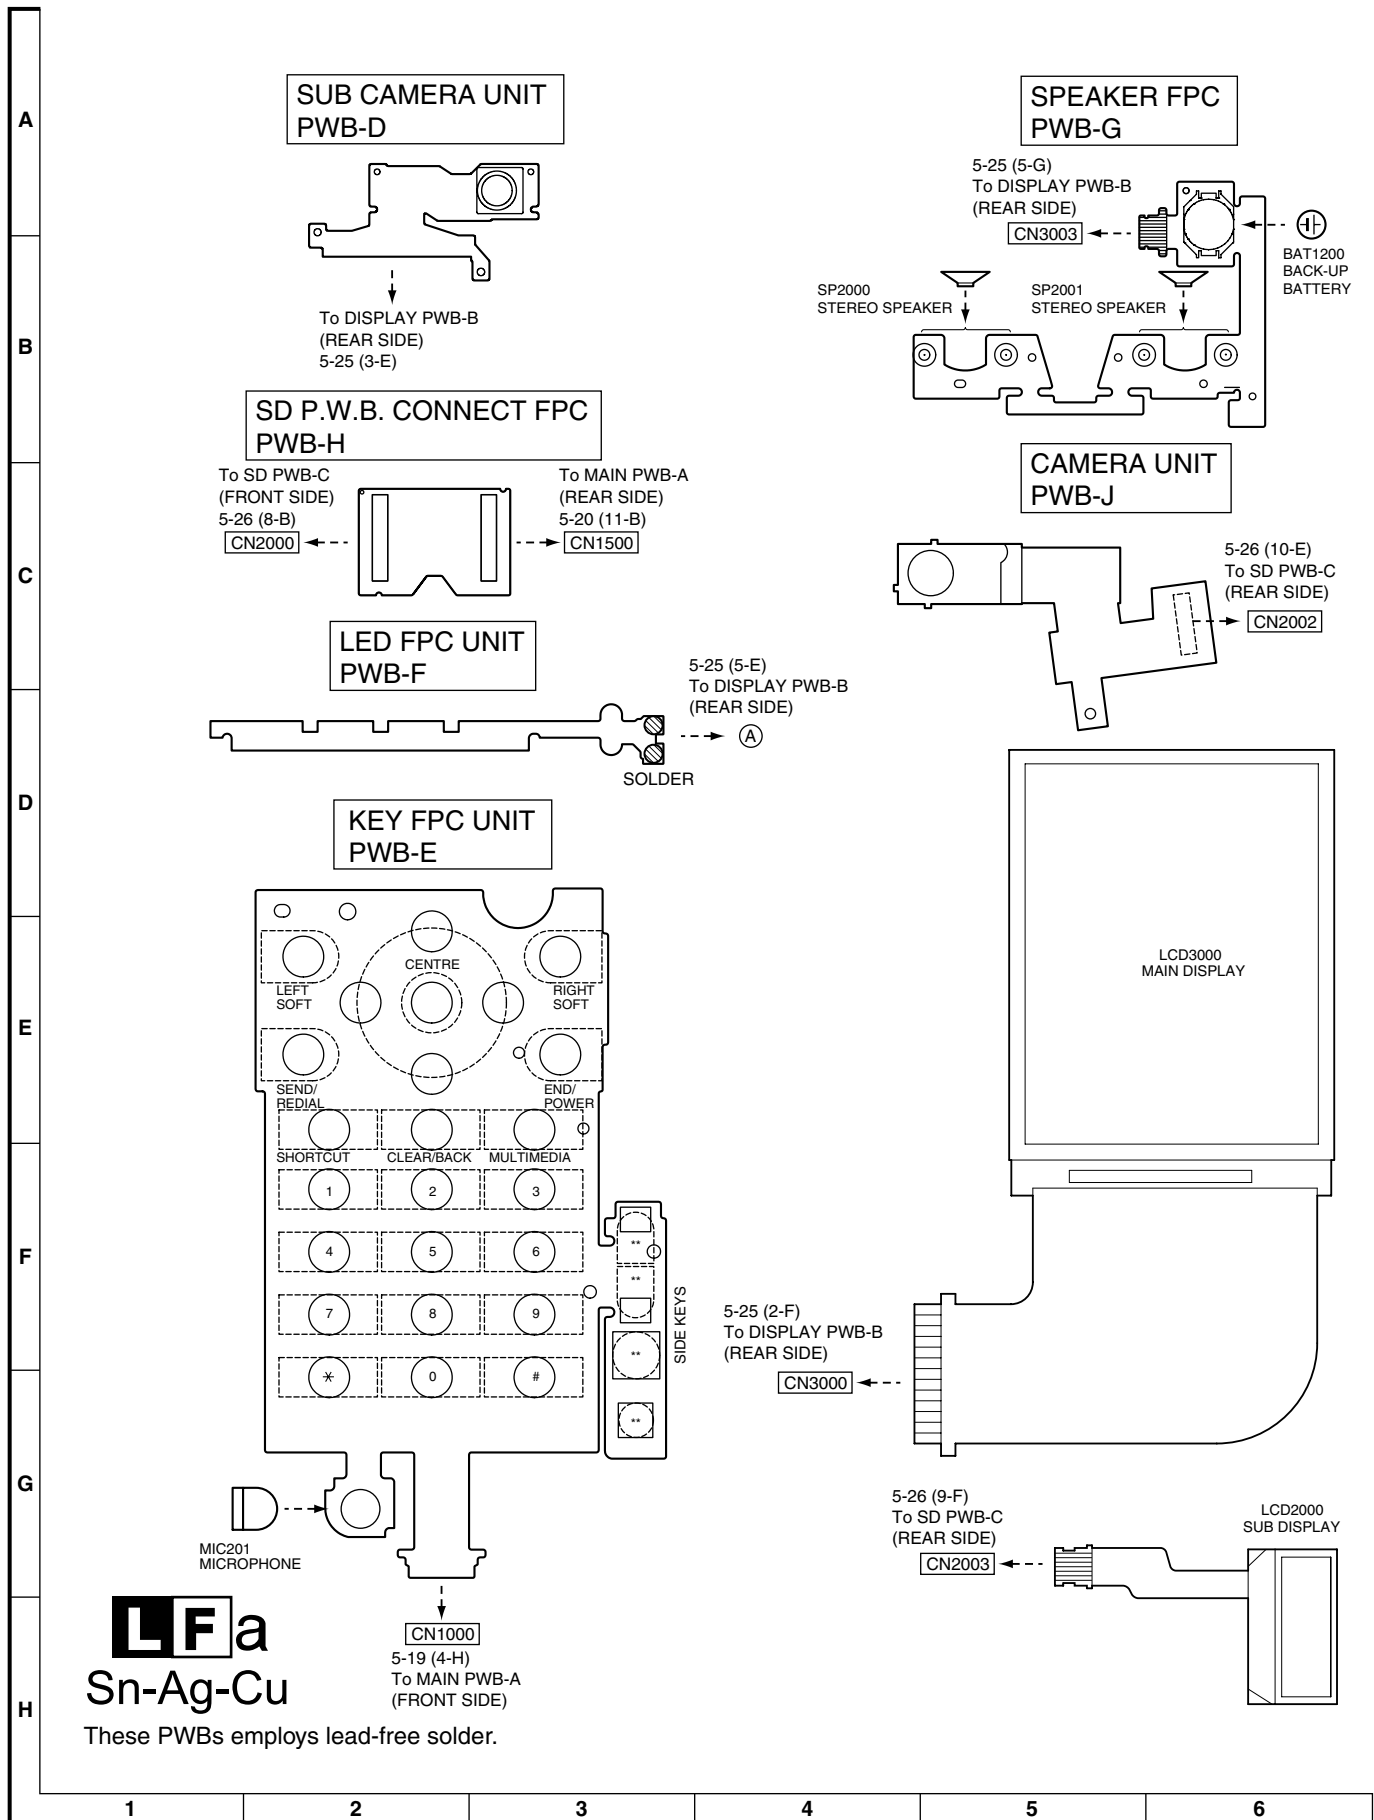 A
B
C
D
E
F
G
H
SUB CAMERA UNIT
PWB-D
To DISPLAY PWB-B
(REAR SIDE)
5-25 (3-E)
SPEAKER FPC
PWB-G
5-25 (5-G)
To DISPLAY PWB-B
(REAR SIDE)
CN3003
BAT1200
BACK-UP
BATTERY
SP2000
STEREO SPEAKER
SP2001
STEREO SPEAKER
SD P.W.B. CONNECT FPC
PWB-H
To SD PWB-C
(FRONT SIDE)
5-26 (8-B)
CN2000
To MAIN PWB-A
(REAR SIDE)
5-20 (11-B)
CN1500
CAMERA UNIT
PWB-J
5-26 (10-E)
To SD PWB-C
(REAR SIDE)
CN2002
LED FPC UNIT
PWB-F
5-25 (5-E)
To DISPLAY PWB-B
(REAR SIDE)
A
SOLDER
KEY FPC UNIT
PWB-E
CENTRE
LEFT
SOFT
RIGHT
SOFT
SEND/
REDIAL
END/
POWER
SHORTCUT
CLEAR/BACK
MULTIMEDIA
1
2
3
4
5
6
7
8
9
*
0
#
**
**
**
**
SIDE KEYS
MIC201
MICROPHONE
CN1000
5-19 (4-H)
To MAIN PWB-A
(FRONT SIDE)
LCD3000
MAIN DISPLAY
5-25 (2-F)
To DISPLAY PWB-B
(REAR SIDE)
CN3000
5-26 (9-F)
To SD PWB-C
(REAR SIDE)
CN2003
LCD2000
SUB DISPLAY
LFa
Sn-Ag-Cu
These PWBs employs lead-free solder.
1
2
3
4
5
6